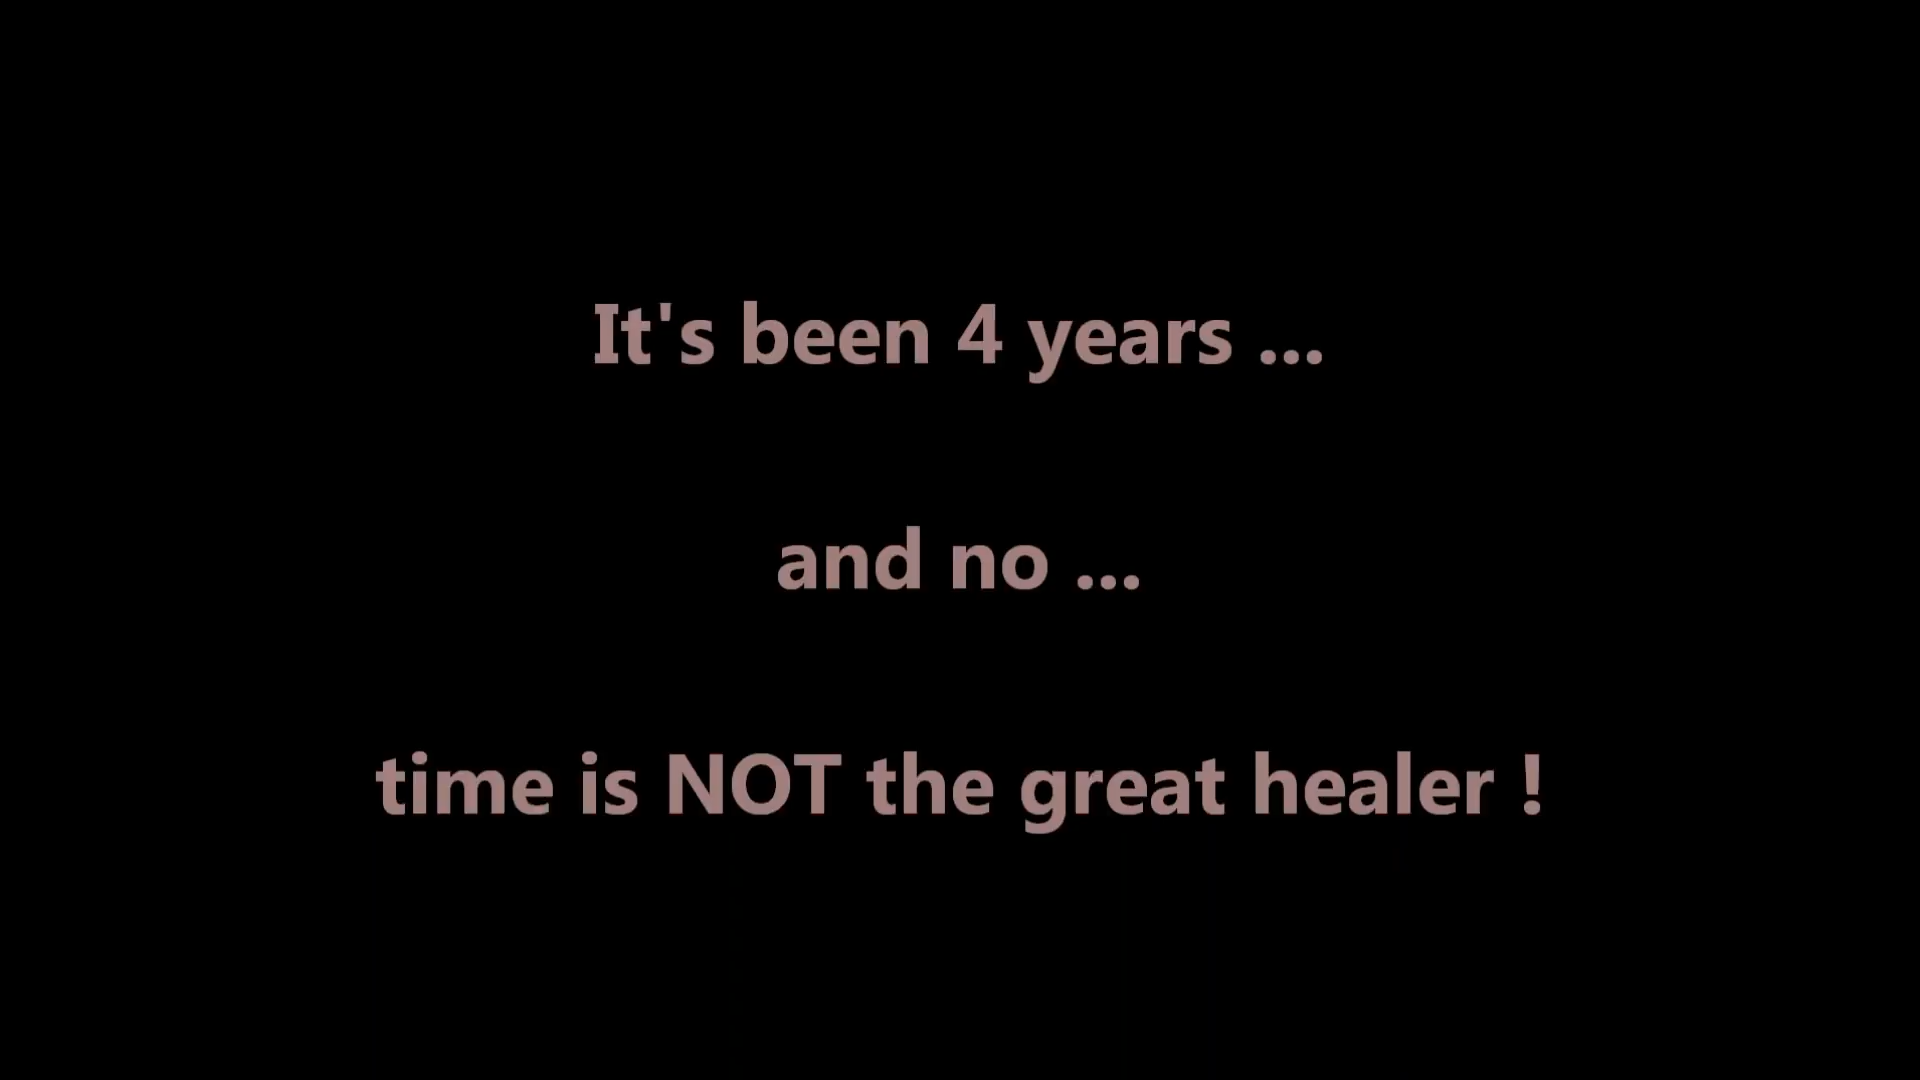 It's been 4 years ...
and no ...
time is NOT the great healer !